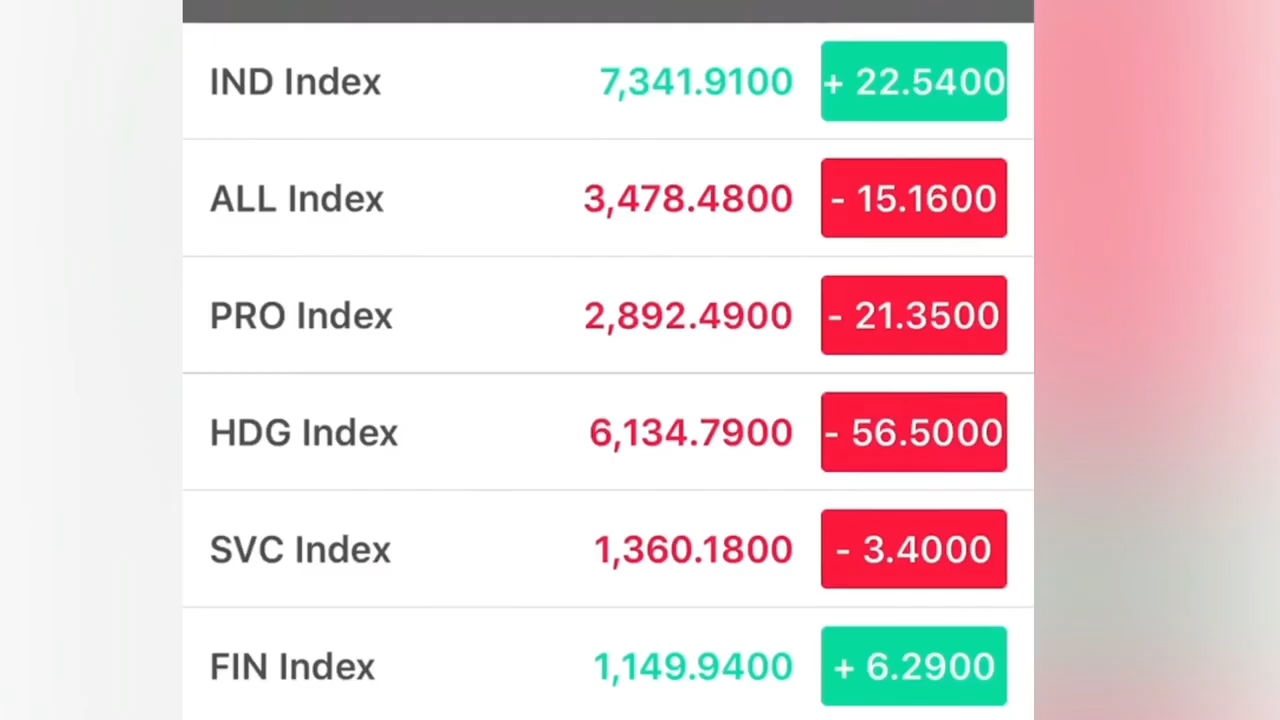 IND Index 7,341.9100 + 22.5400
ALL Index 3,478.4800 - 15.1600
PRO Index 2,892.4900 - 21.3500
HDG Index 6,134.7900 - 56.5000
SVC Index 1,360.1800 - 3.4000
FIN Index 1,149.9400 + 6.2900